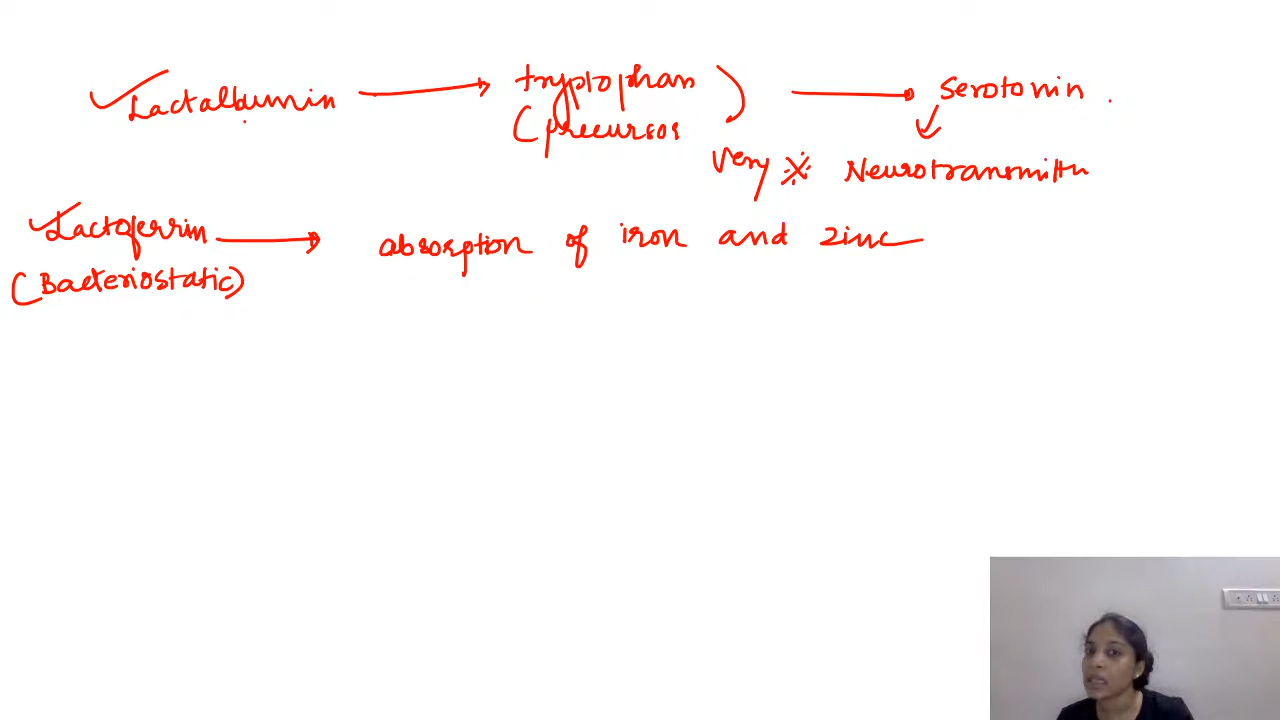 Lactalbumin → tryptophan → Serotonin
(precursor)
Very ※ Neurotransmitter
Lactoferrin → absorption of iron and zinc
(Bacteriostatic)